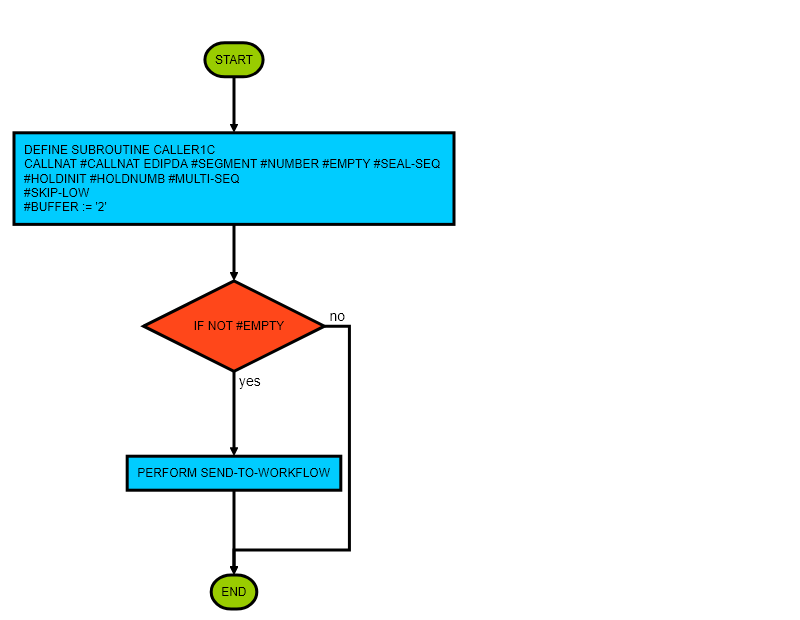 START
DEFINE SUBROUTINE CALLER1C
CALLNAT #CALLNAT EDIPDA #SEGMENT #NUMBER #EMPTY #SEAL-SEQ
#HOLDINIT #HOLDNUMB #MULTI-SEQ
#SKIP-LOW
#BUFFER := '2'
IF NOT #EMPTY
no
yes
PERFORM SEND-TO-WORKFLOW
END